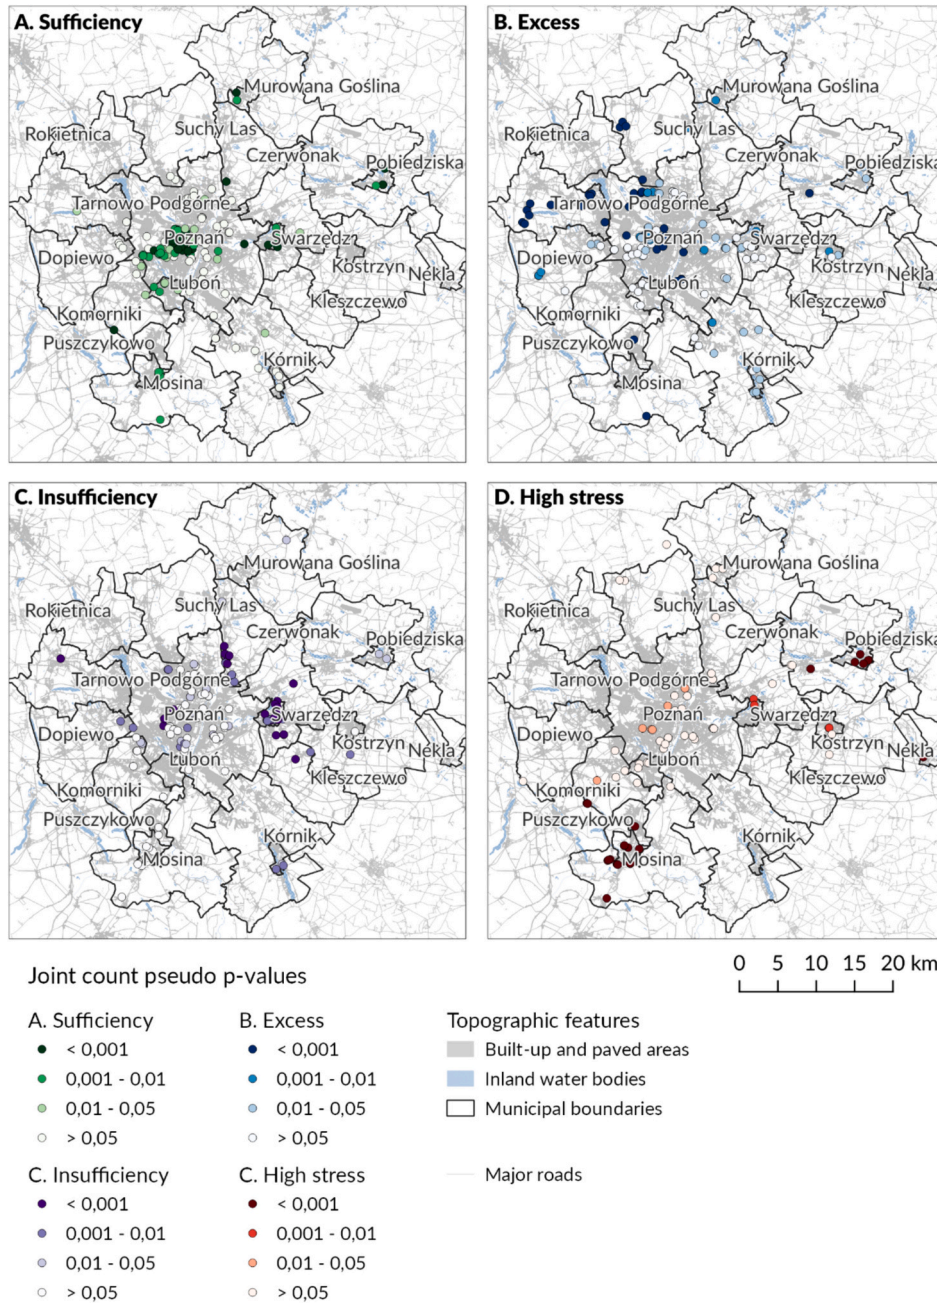 A. Sufficiency
Murowana Goślina
Suchy Las
Rokietnica
Czerwonak
Pobiedziska
Tarnowo Podgórne
Poznań
Swarzędz
Dopiewo
Kostrzyn
Nekla
Luboń
Kleszczewo
Komorniki
Puszczykowo
Kórnik
Mosina
B. Excess
Murowana Goślina
Suchy Las
Rokietnica
Czerwonak
Pobiedziska
Tarnowo Podgórne
Poznań
Swarzędz
Dopiewo
Kostrzyn
Nekla
Luboń
Kleszczewo
Komorniki
Puszczykowo
Kórnik
Mosina
C. Insufficiency
Murowana Goślina
Suchy Las
Rokietnica
Czerwonak
Pobiedziska
Tarnowo Podgórne
Poznań
Swarzędz
Dopiewo
Kostrzyn
Nekla
Luboń
Kleszczewo
Komorniki
Puszczykowo
Kórnik
Mosina
D. High stress
Murowana Goślina
Suchy Las
Rokietnica
Czerwonak
Pobiedziska
Tarnowo Podgórne
Poznań
Swarzędz
Dopiewo
Kostrzyn
Nekla
Luboń
Kleszczewo
Komorniki
Puszczykowo
Kórnik
Mosina
Joint count pseudo p-values
0 5 10 15 20 km
A. Sufficiency
< 0,001
0,001 - 0,01
0,01 - 0,05
> 0,05
B. Excess
< 0,001
0,001 - 0,01
0,01 - 0,05
> 0,05
Topographic features
Built-up and paved areas
Inland water bodies
Municipal boundaries
Major roads
C. Insufficiency
< 0,001
0,001 - 0,01
0,01 - 0,05
> 0,05
C. High stress
< 0,001
0,001 - 0,01
0,01 - 0,05
> 0,05